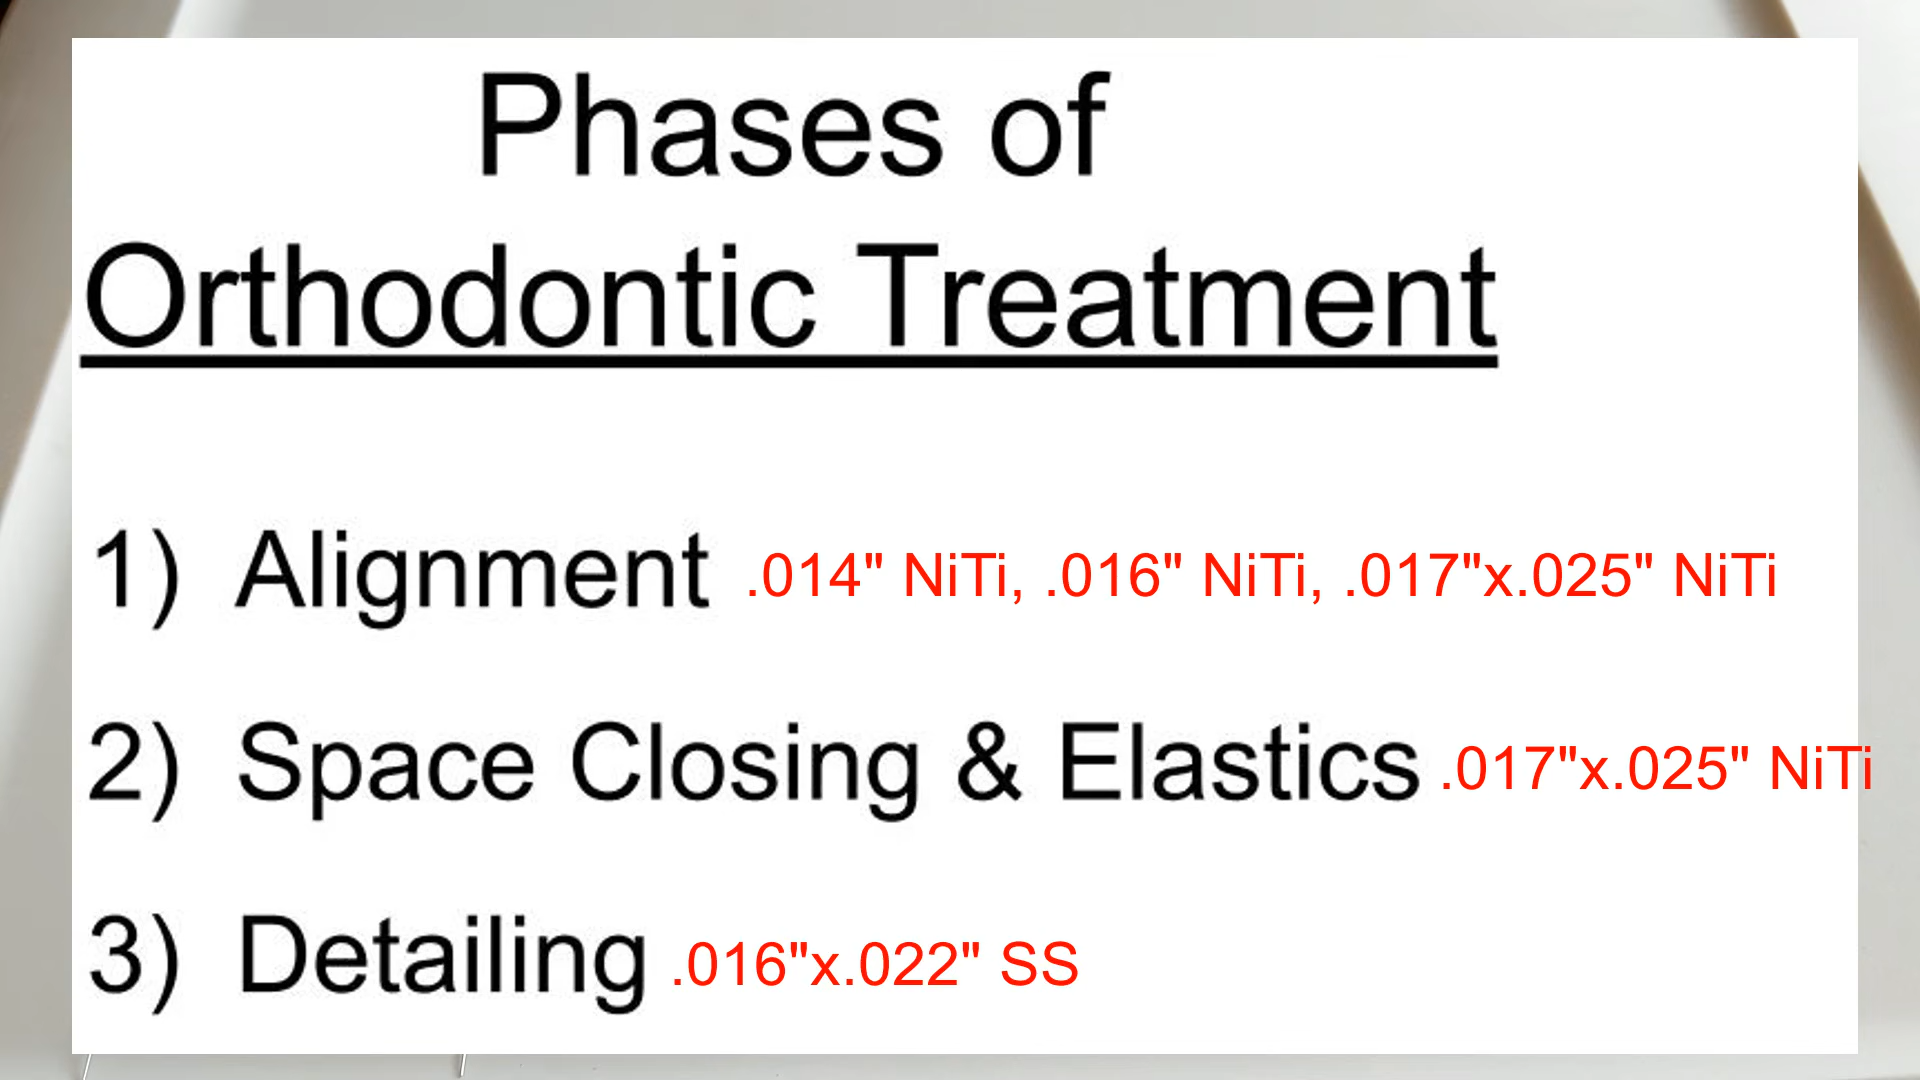 Phases of
Orthodontic Treatment
1) Alignment .014" NiTi, .016" NiTi, .017"x.025" NiTi
2) Space Closing & Elastics .017"x.025" NiTi
3) Detailing .016"x.022" SS